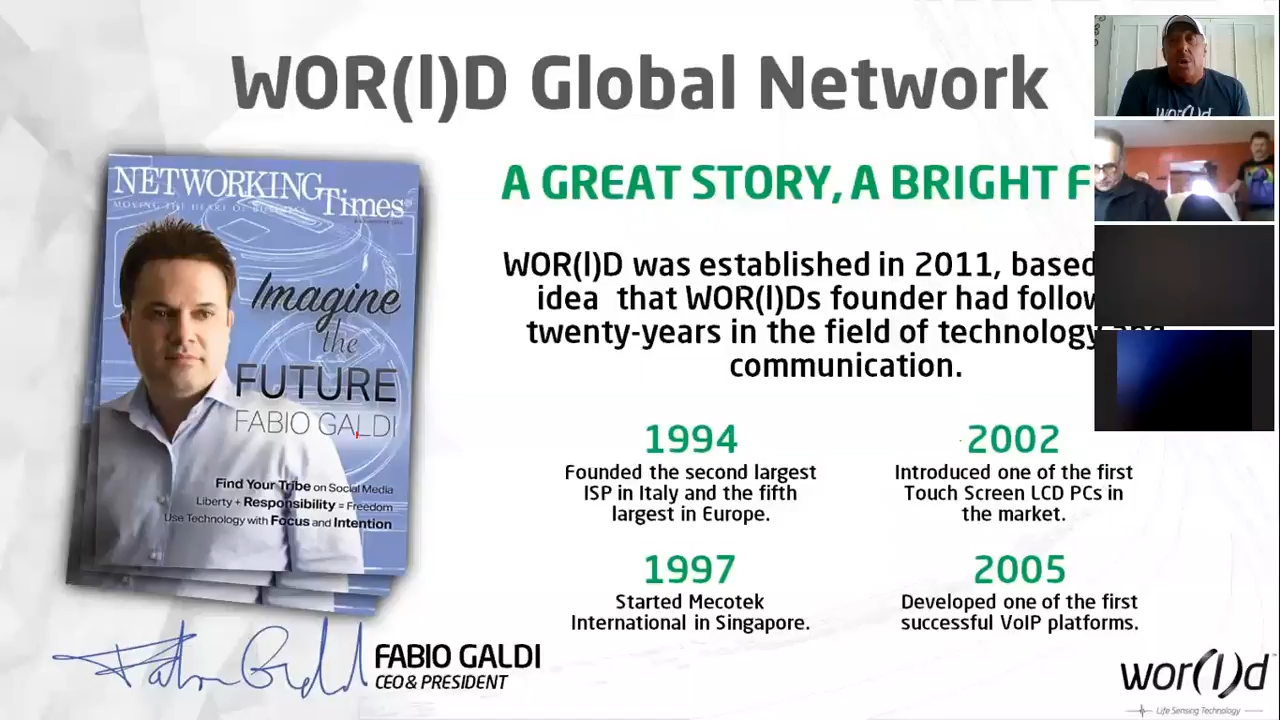 WOR(l)D Global Network
wor(l)d
A GREAT STORY, A BRIGHT F
NETWORKING
Times
MOVING THE HEART OF BUSINESS
Imagine
the
FUTURE
FABIO GALDI
Find Your Tribe on Social Media
Liberty + Responsibility = Freedom
Use Technology with Focus and Intention
WOR(l)D was established in 2011, based
idea that WOR(l)Ds founder had follow
twenty-years in the field of technology and
communication.
1994
Founded the second largest
ISP in Italy and the fifth
largest in Europe.
2002
Introduced one of the first
Touch Screen LCD PCs in
the market.
1997
Started Mecotek
International in Singapore.
2005
Developed one of the first
successful VoIP platforms.
FABIO GALDI
CEO & PRESIDENT
wor(l)d
Life Sensing Technology